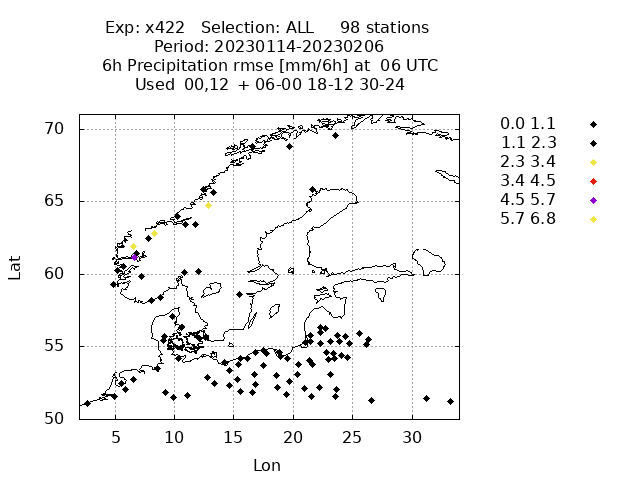 Exp: x422 Selection: ALL 98 stations
Period: 20230114-20230206
6h Precipitation rmse [mm/6h] at 06 UTC
Used 00,12 + 06-00 18-12 30-24
70
65
60
55
50
5 10 15 20 25 30
Lat
Lon
0.0 1.1
1.1 2.3
2.3 3.4
3.4 4.5
4.5 5.7
5.7 6.8